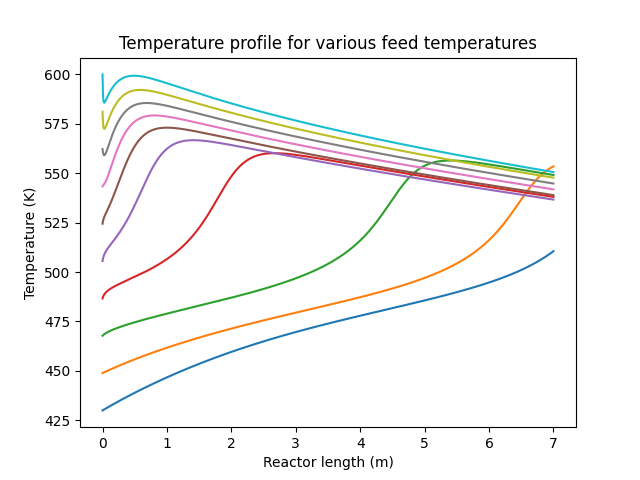 Temperature profile for various feed temperatures
600
575
550
525
500
475
450
425
Temperature (K)
0 1 2 3 4 5 6 7
Reactor length (m)